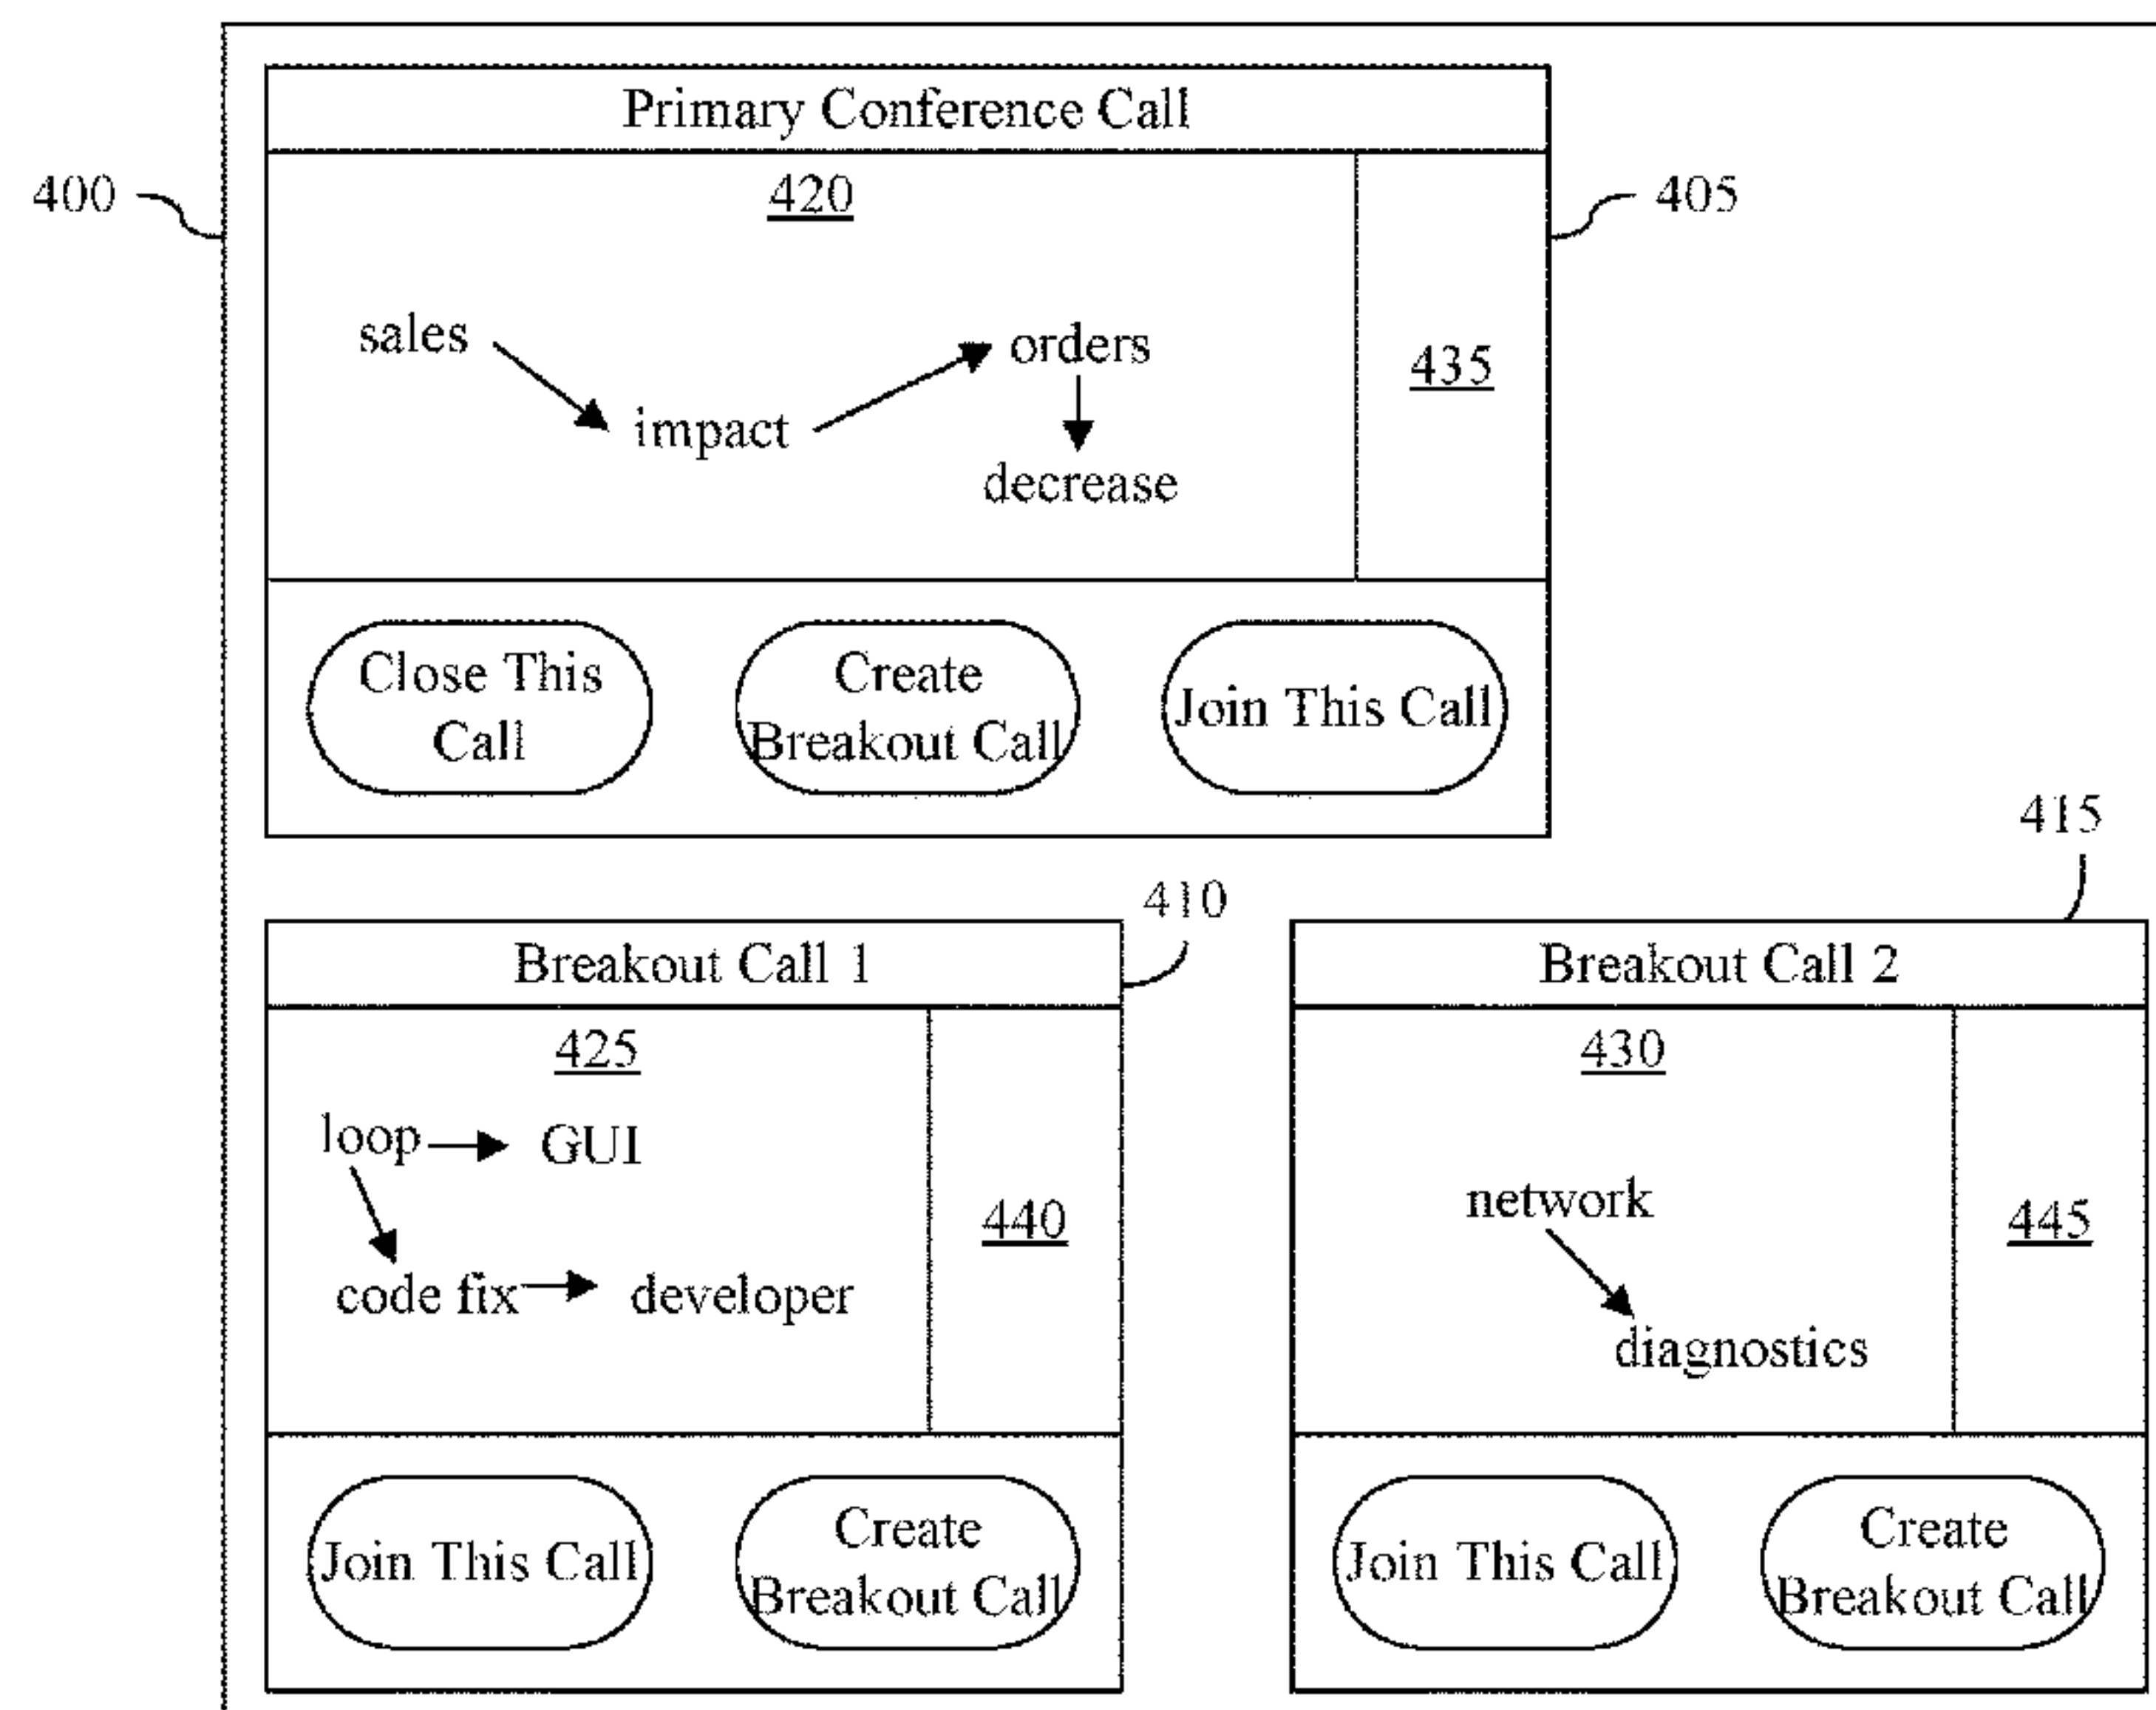 Primary Conference Call
400
420
405
sales
orders
435
impact
decrease
Close This
Call
Create
Breakout Call
Join This Call
415
410
Breakout Call 1
Breakout Call 2
425
430
loop
GUI
network
440
445
code fix
developer
diagnostics
Join This Call
Create
Breakout Call
Join This Call
Create
Breakout Call